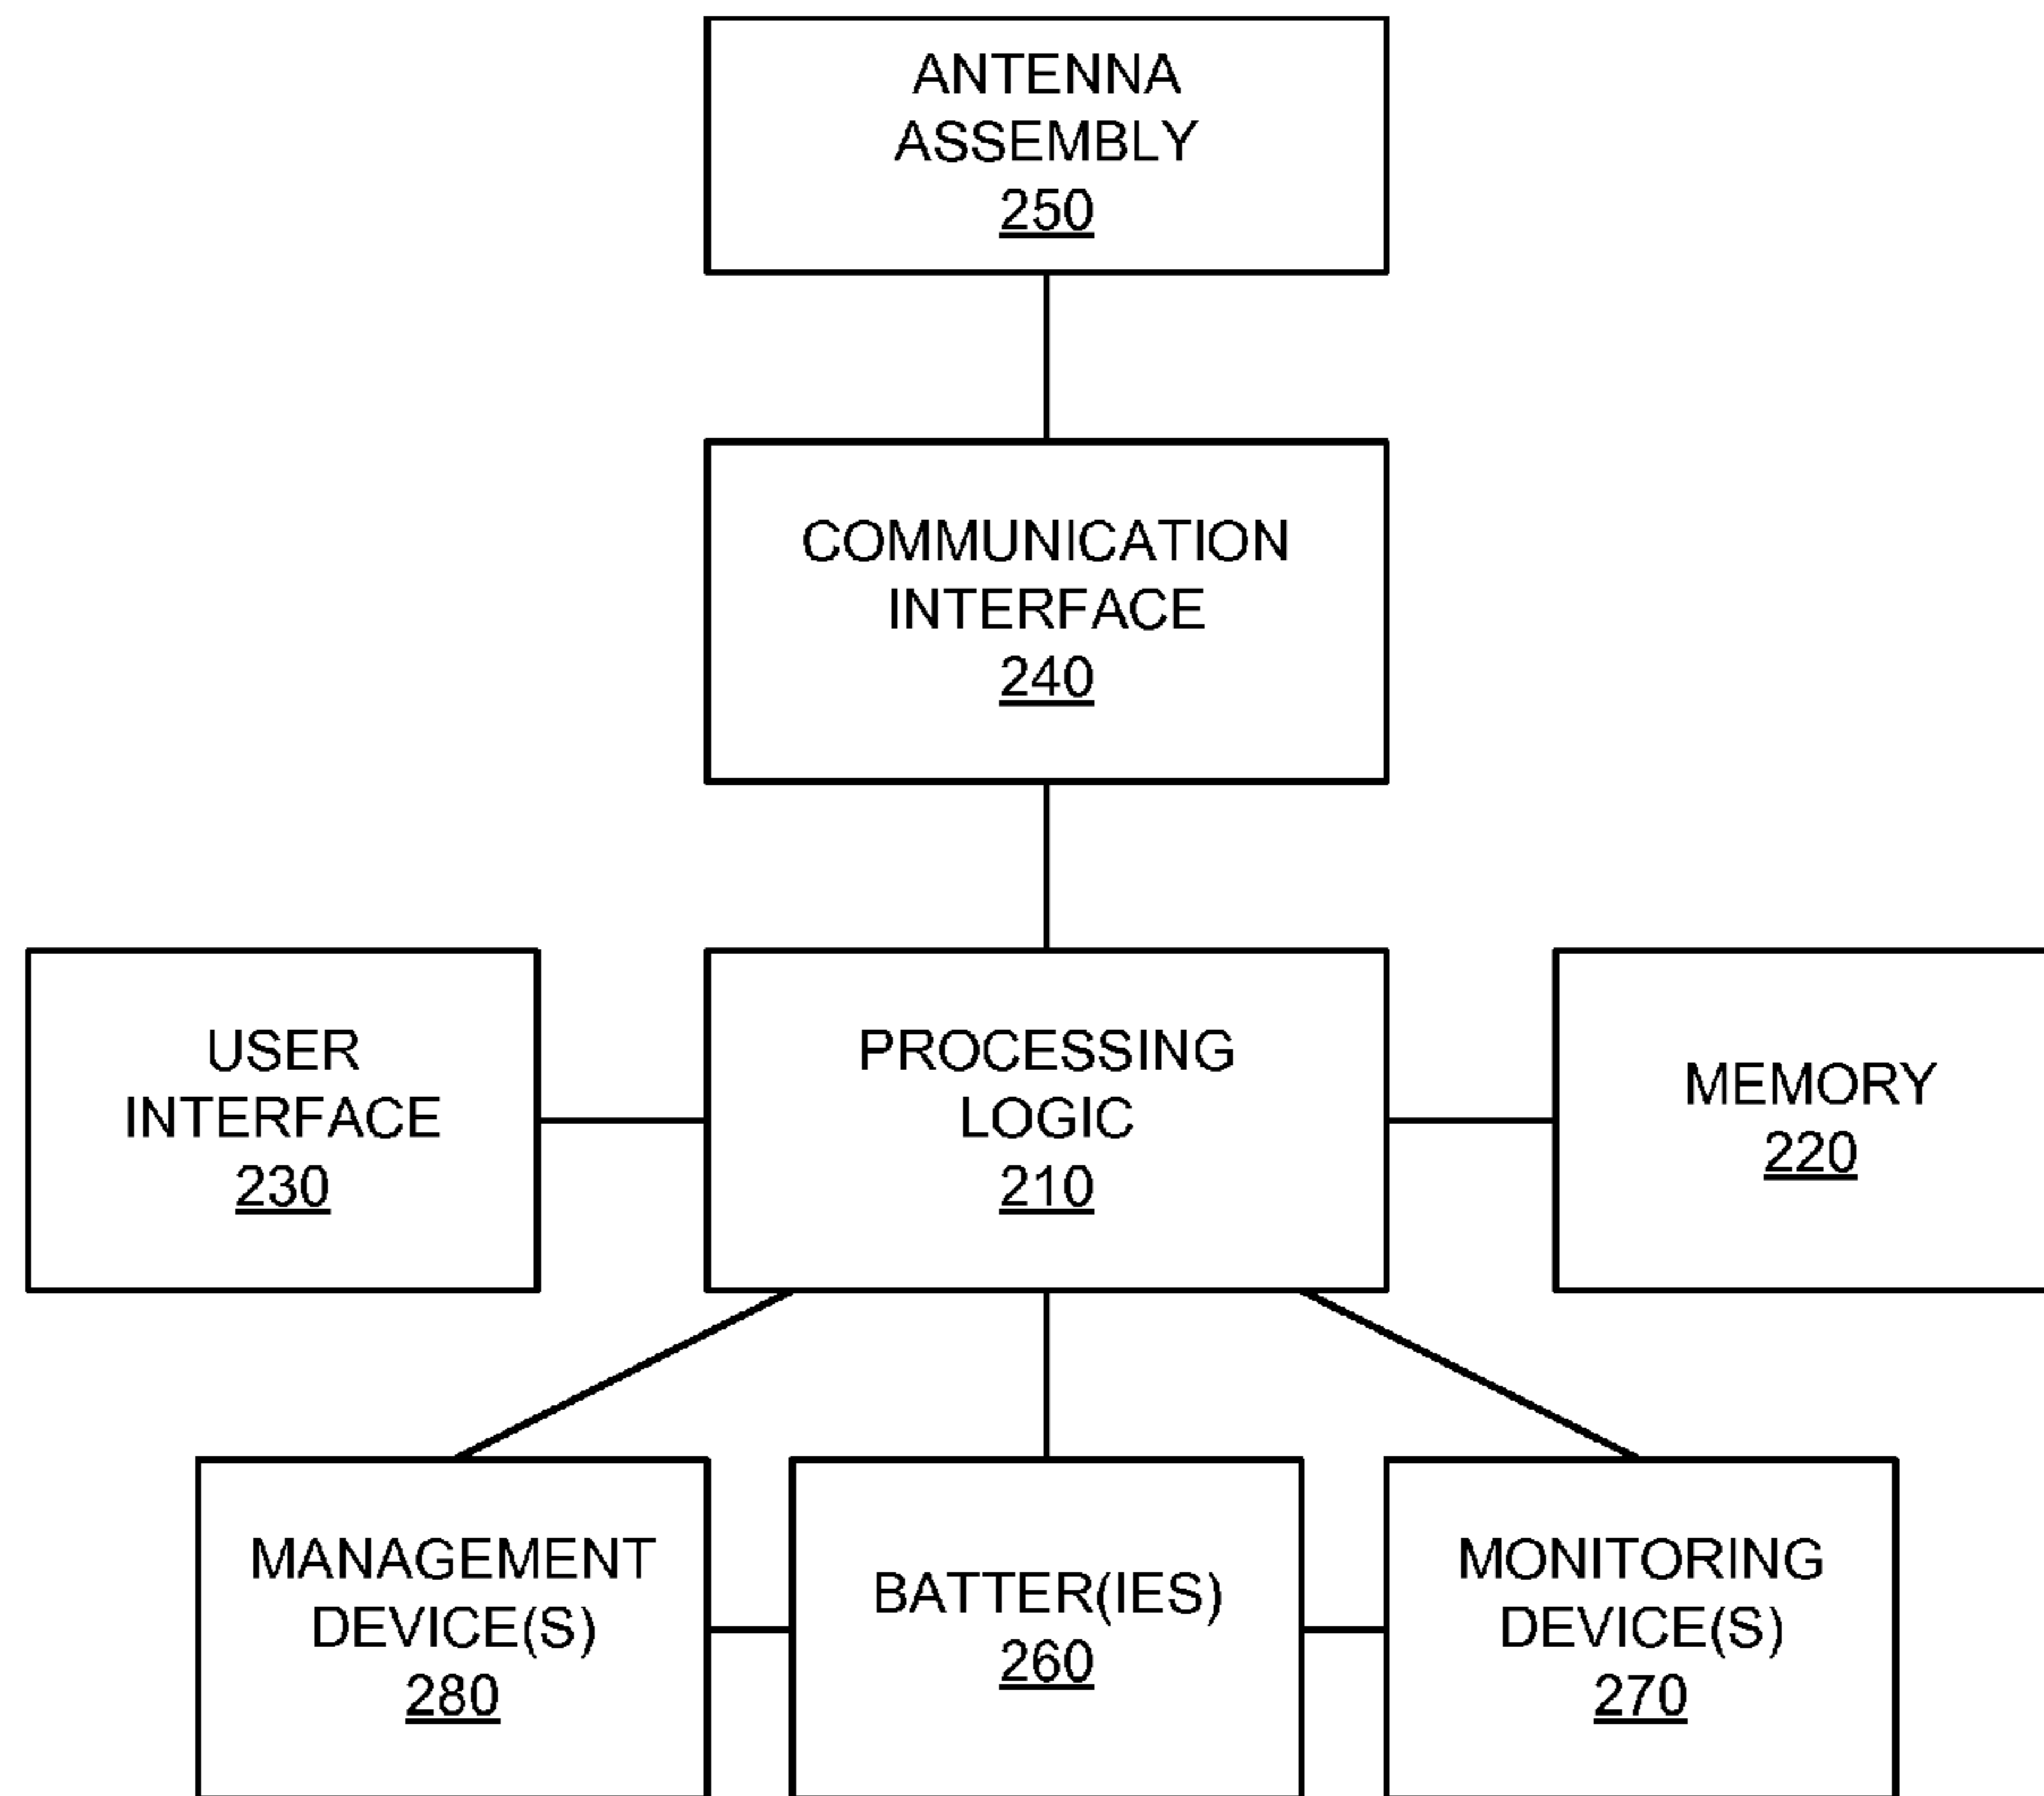 ANTENNA
ASSEMBLY
250
COMMUNICATION
INTERFACE
240
USER
INTERFACE
230
PROCESSING
LOGIC
210
MEMORY
220
MANAGEMENT
DEVICE(S)
280
BATTER(IES)
260
MONITORING
DEVICE(S)
270